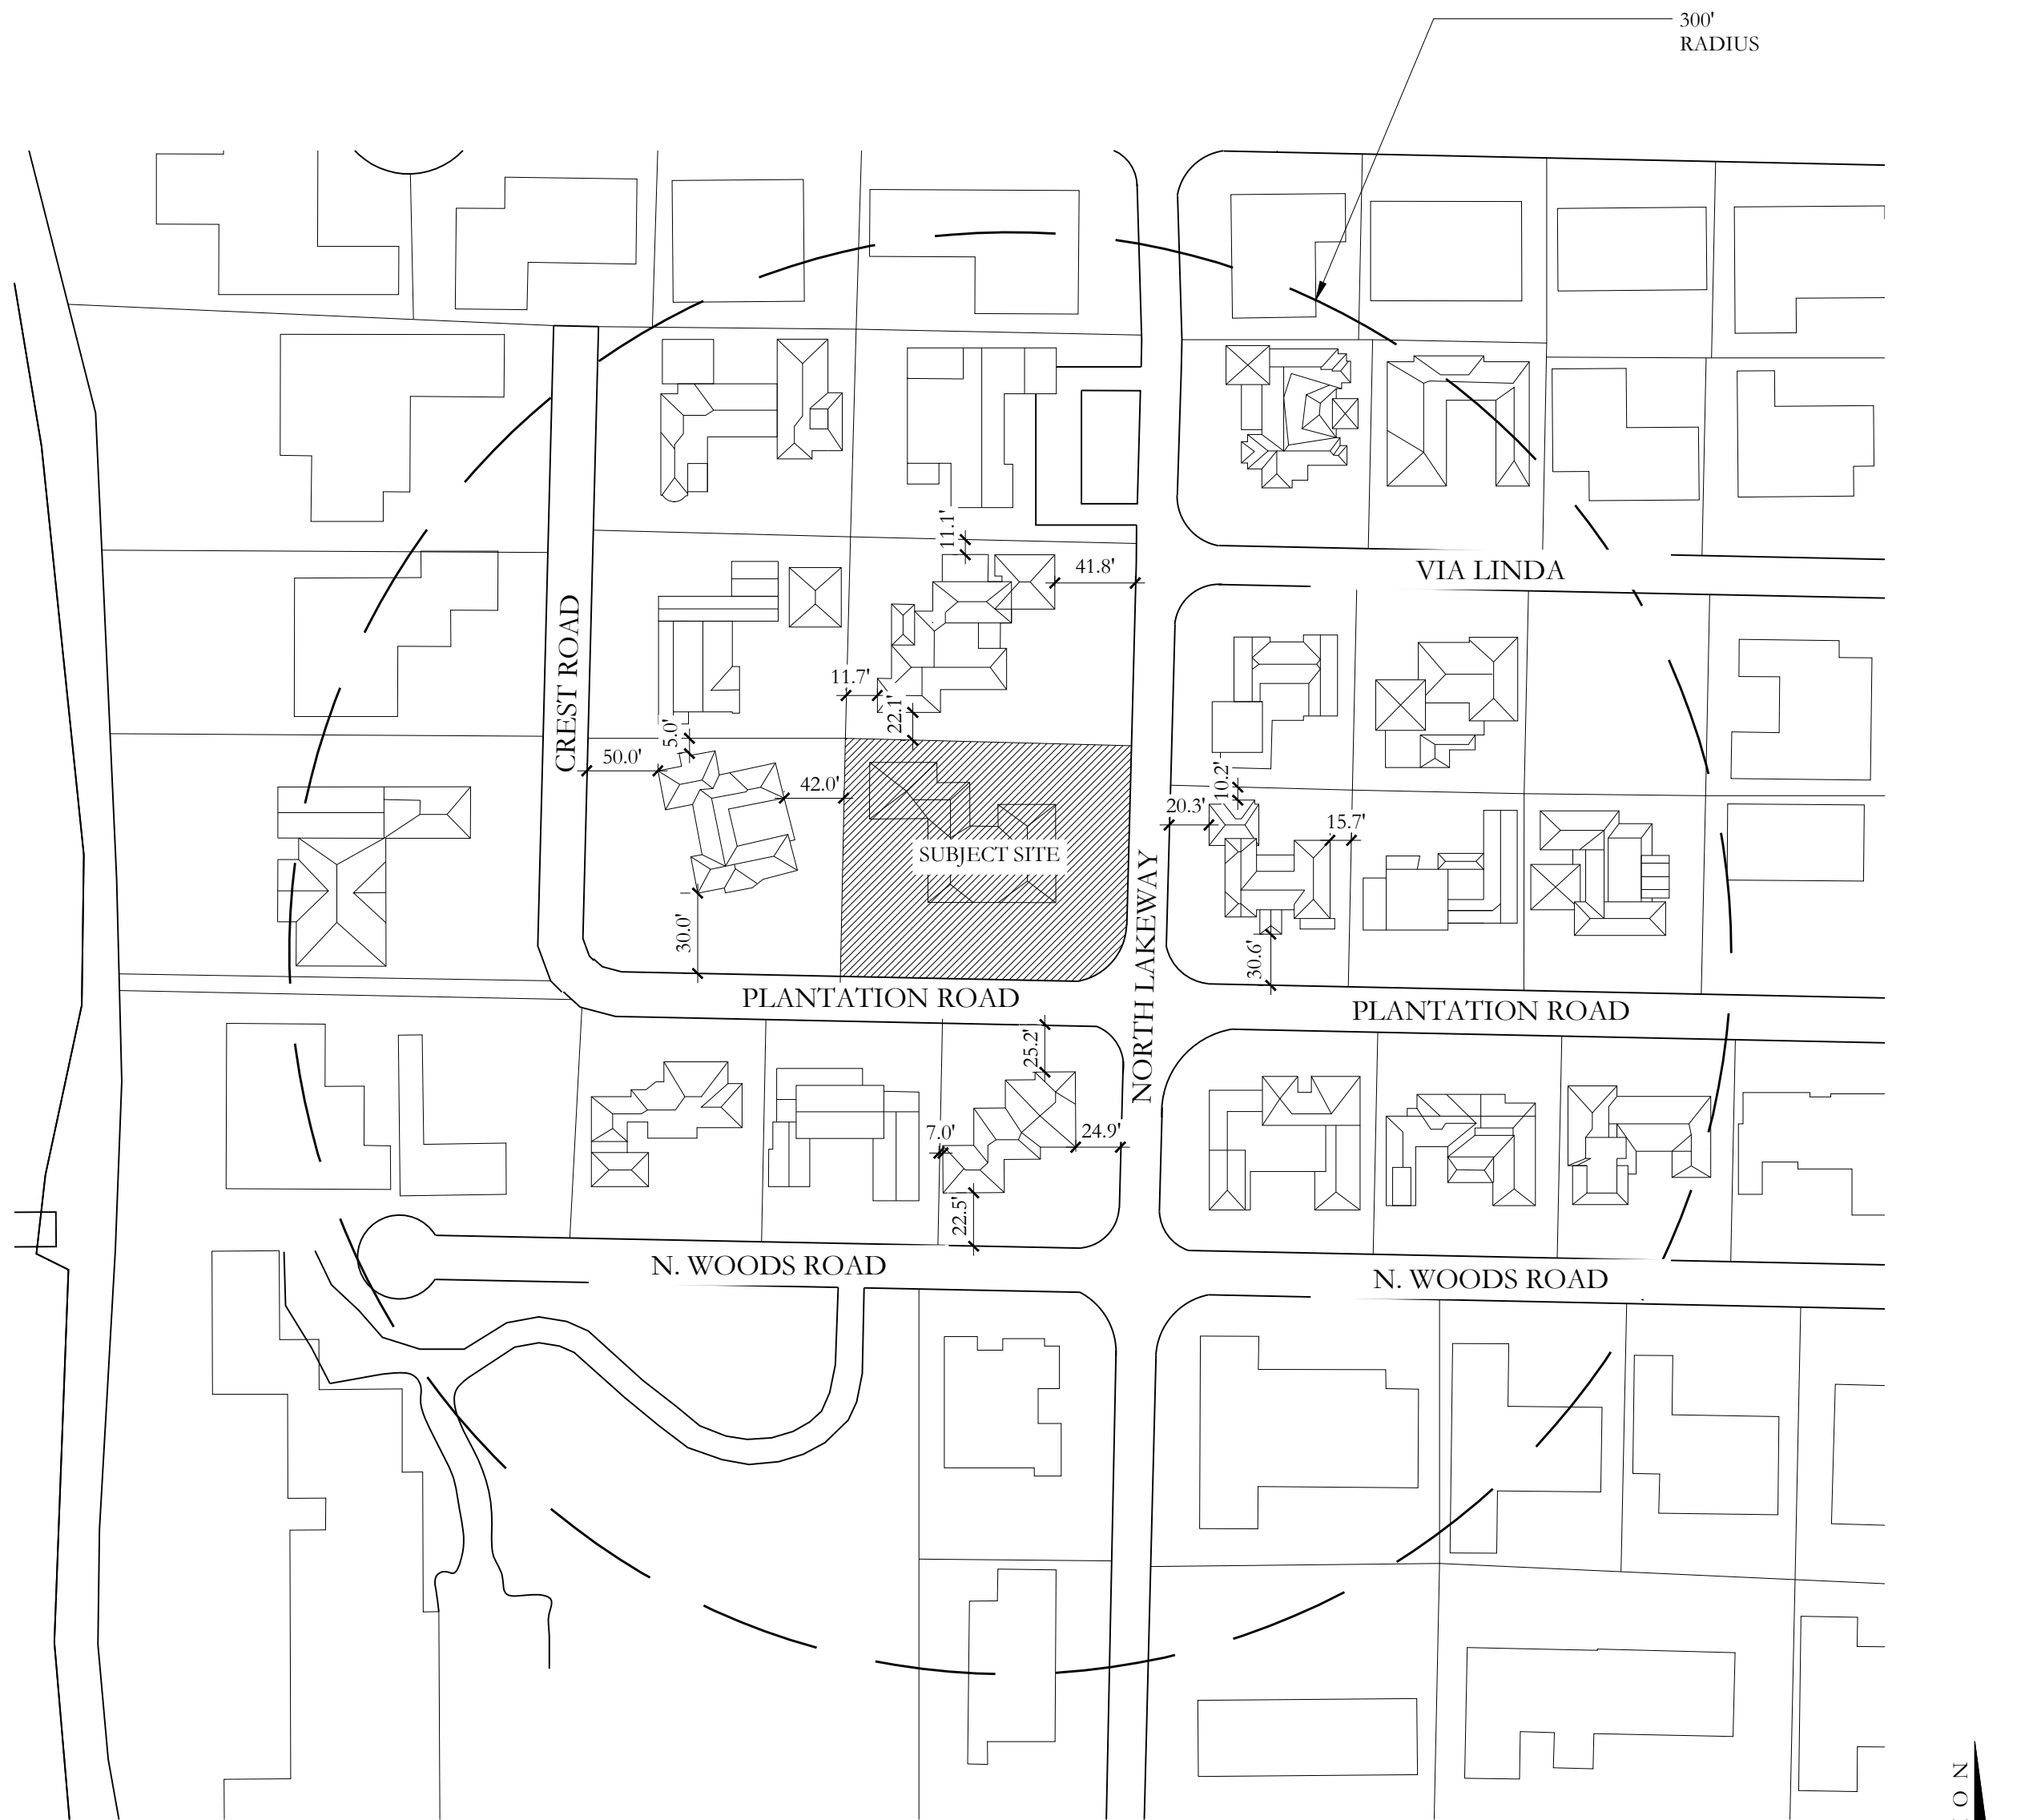 300'
RADIUS
11.1'
41.8'
VIA LINDA
CREST ROAD
11.7'
22.1'
5.0'
50.0'
42.0'
10.2'
20.3'
15.7'
SUBJECT SITE
30.0'
30.6'
NORTH LAKEWAY
PLANTATION ROAD
PLANTATION ROAD
25.2'
7.0'
24.9'
22.5'
N. WOODS ROAD
N. WOODS ROAD